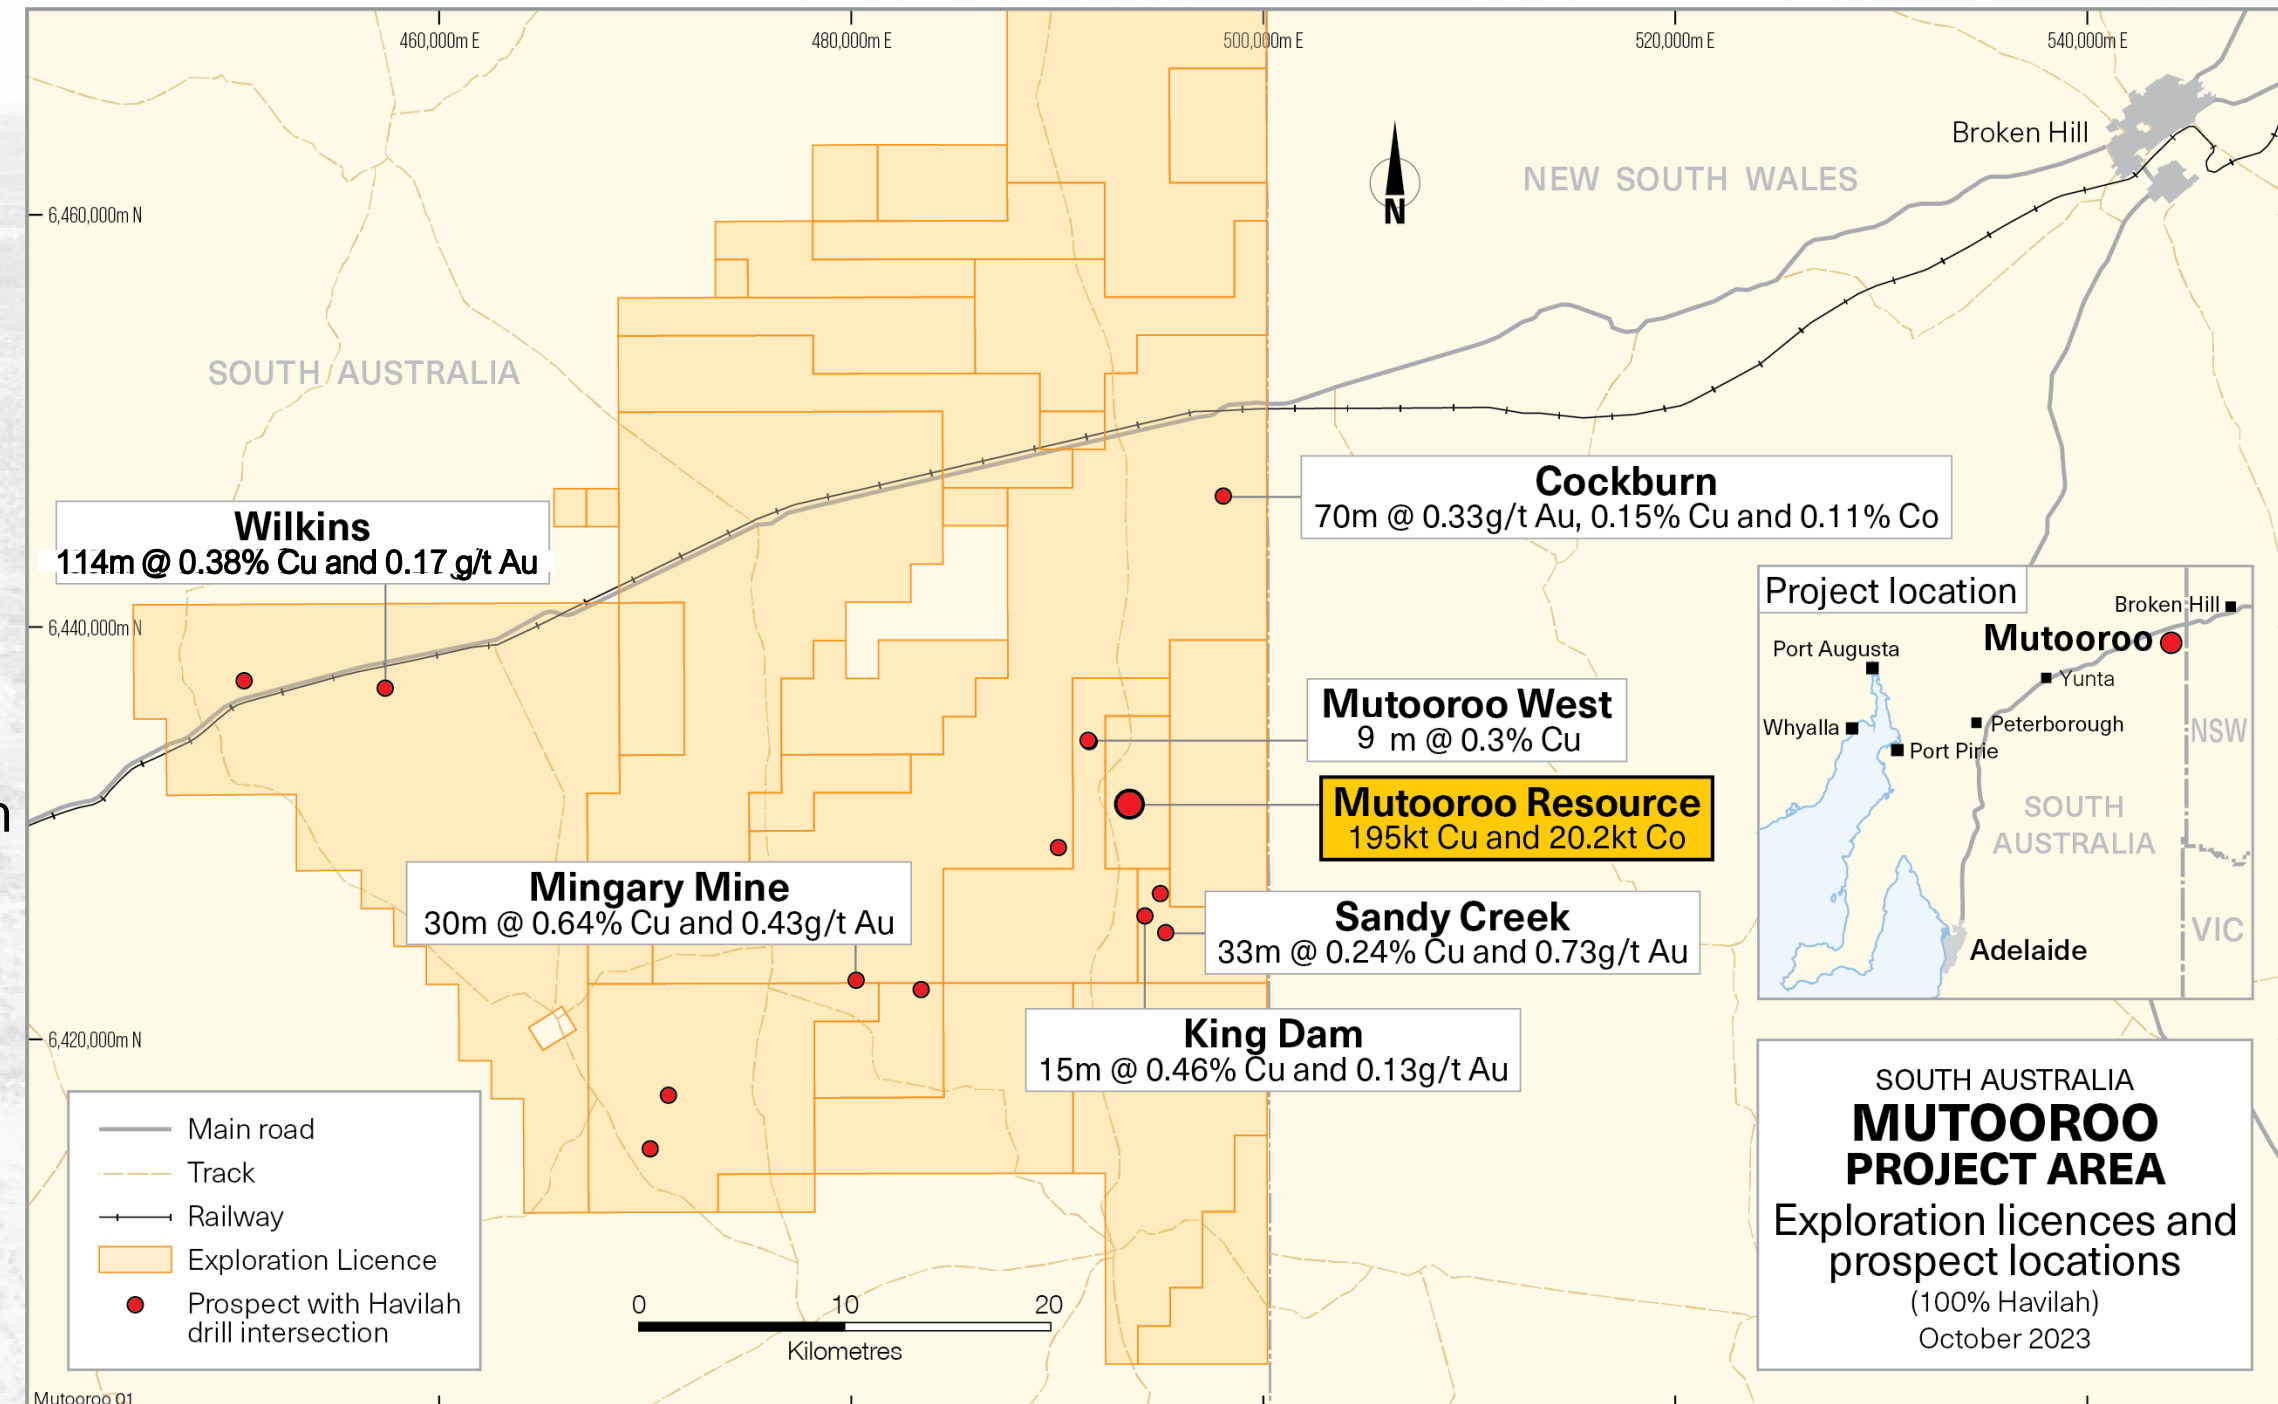 460,000m E
480,000m E
500,000m E
520,000m E
540,000m E
Broken Hill
NEW SOUTH WALES
N
6,460,000m N
SOUTH AUSTRALIA
Cockburn
70m @ 0.33g/t Au, 0.15% Cu and 0.11% Co
Wilkins
114m @ 0.38% Cu and 0.17 g/t Au
6,440,000m N
Project location
Broken Hill
Mutooroo
Port Augusta
Yunta
Whyalla
Peterborough
Port Pirie
NSW
SOUTH
AUSTRALIA
VIC
Adelaide
Mutooroo West
9 m @ 0.3% Cu
Mutooroo Resource
195kt Cu and 20.2kt Co
Mingary Mine
30m @ 0.64% Cu and 0.43g/t Au
Sandy Creek
33m @ 0.24% Cu and 0.73g/t Au
King Dam
15m @ 0.46% Cu and 0.13g/t Au
6,420,000m N
Main road
Track
Railway
Exploration Licence
Prospect with Havilah
drill intersection
0 10 20
Kilometres
SOUTH AUSTRALIA
MUTOOROO
PROJECT AREA
Exploration licences and
prospect locations
(100% Havilah)
October 2023
Mutooroo 01